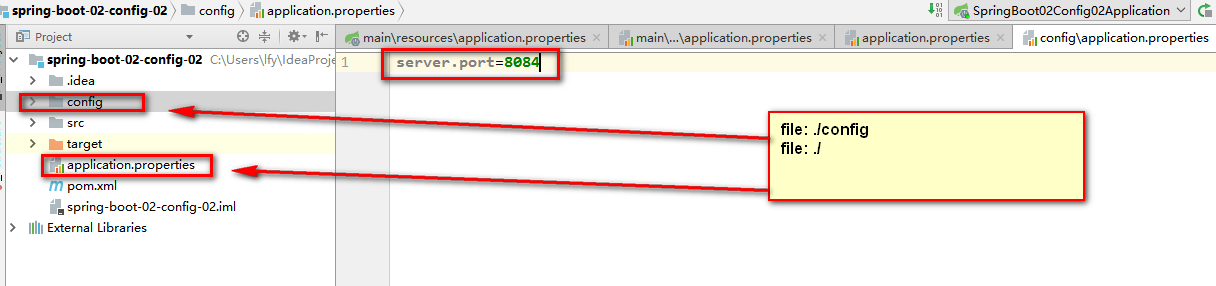 spring-boot-02-config-02 config application.properties SpringBoot02Config02Application
Project main\resources\application.properties main\...\application.properties application.properties config\application.properties
spring-boot-02-config-02 C:\Users\lfy\IdeaProje
1 server.port=8084
.idea
config
src
target
application.properties
pom.xml
spring-boot-02-config-02.iml
External Libraries
file: ./config
file: ./